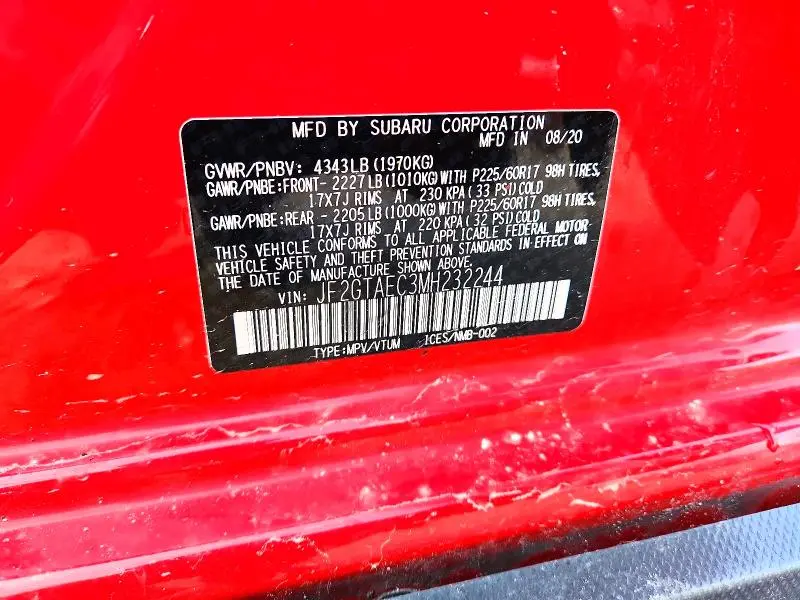 MFD BY SUBARU CORPORATION
MFD IN 08/20
GVWR/PNBV: 4343LB (1970KG)
GAWR/PNBE:FRONT- 2227LB (1010KG) WITH P225/60R17 98H TIRES,
17X7J RIMS AT 230 KPA ( 33 PSI) COLD
GAWR/PNBE:REAR - 2205LB (1000KG) WITH P225/60R17 98H TIRES,
17X7J RIMS AT 220 KPA ( 32 PSI) COLD
THIS VEHICLE CONFORMS TO ALL APPLICABLE FEDERAL MOTOR
VEHICLE SAFETY AND THEFT PREVENTION STANDARDS IN EFFECT ON
THE DATE OF MANUFACTURE SHOWN ABOVE.
VIN: JF2GTAEC3MH232244
TYPE:MPV/VTUM ICES/NMB-002